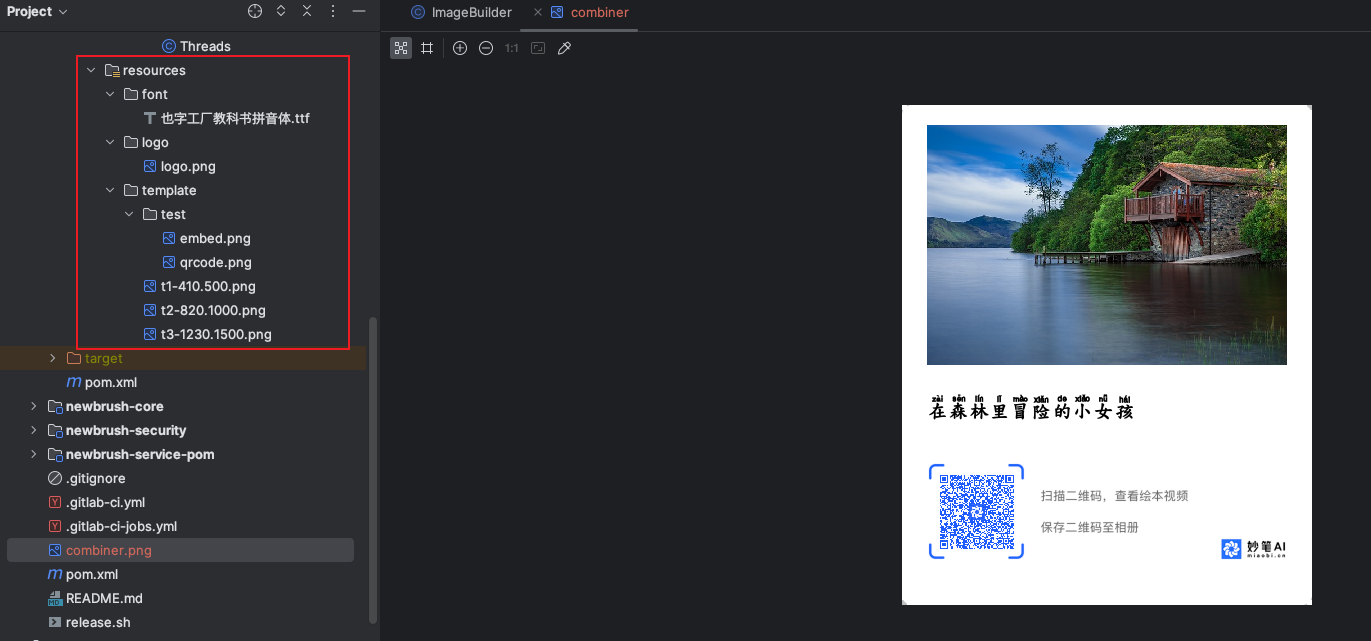 Project
ImageBuilder
combiner
1:1
Threads
resources
font
也字工厂教科书拼音体.ttf
logo
logo.png
template
test
embed.png
qrcode.png
t1-410.500.png
t2-820.1000.png
t3-1230.1500.png
target
pom.xml
newbrush-core
newbrush-security
newbrush-service-pom
.gitignore
.gitlab-ci.yml
.gitlab-ci-jobs.yml
combiner.png
pom.xml
README.md
release.sh
zài sēn lín lǐ mào xiǎn de xiǎo nǚ hái
在森林里冒险的小女孩
扫描二维码，查看绘本视频
保存二维码至相册
妙笔AI
miaobi.cn